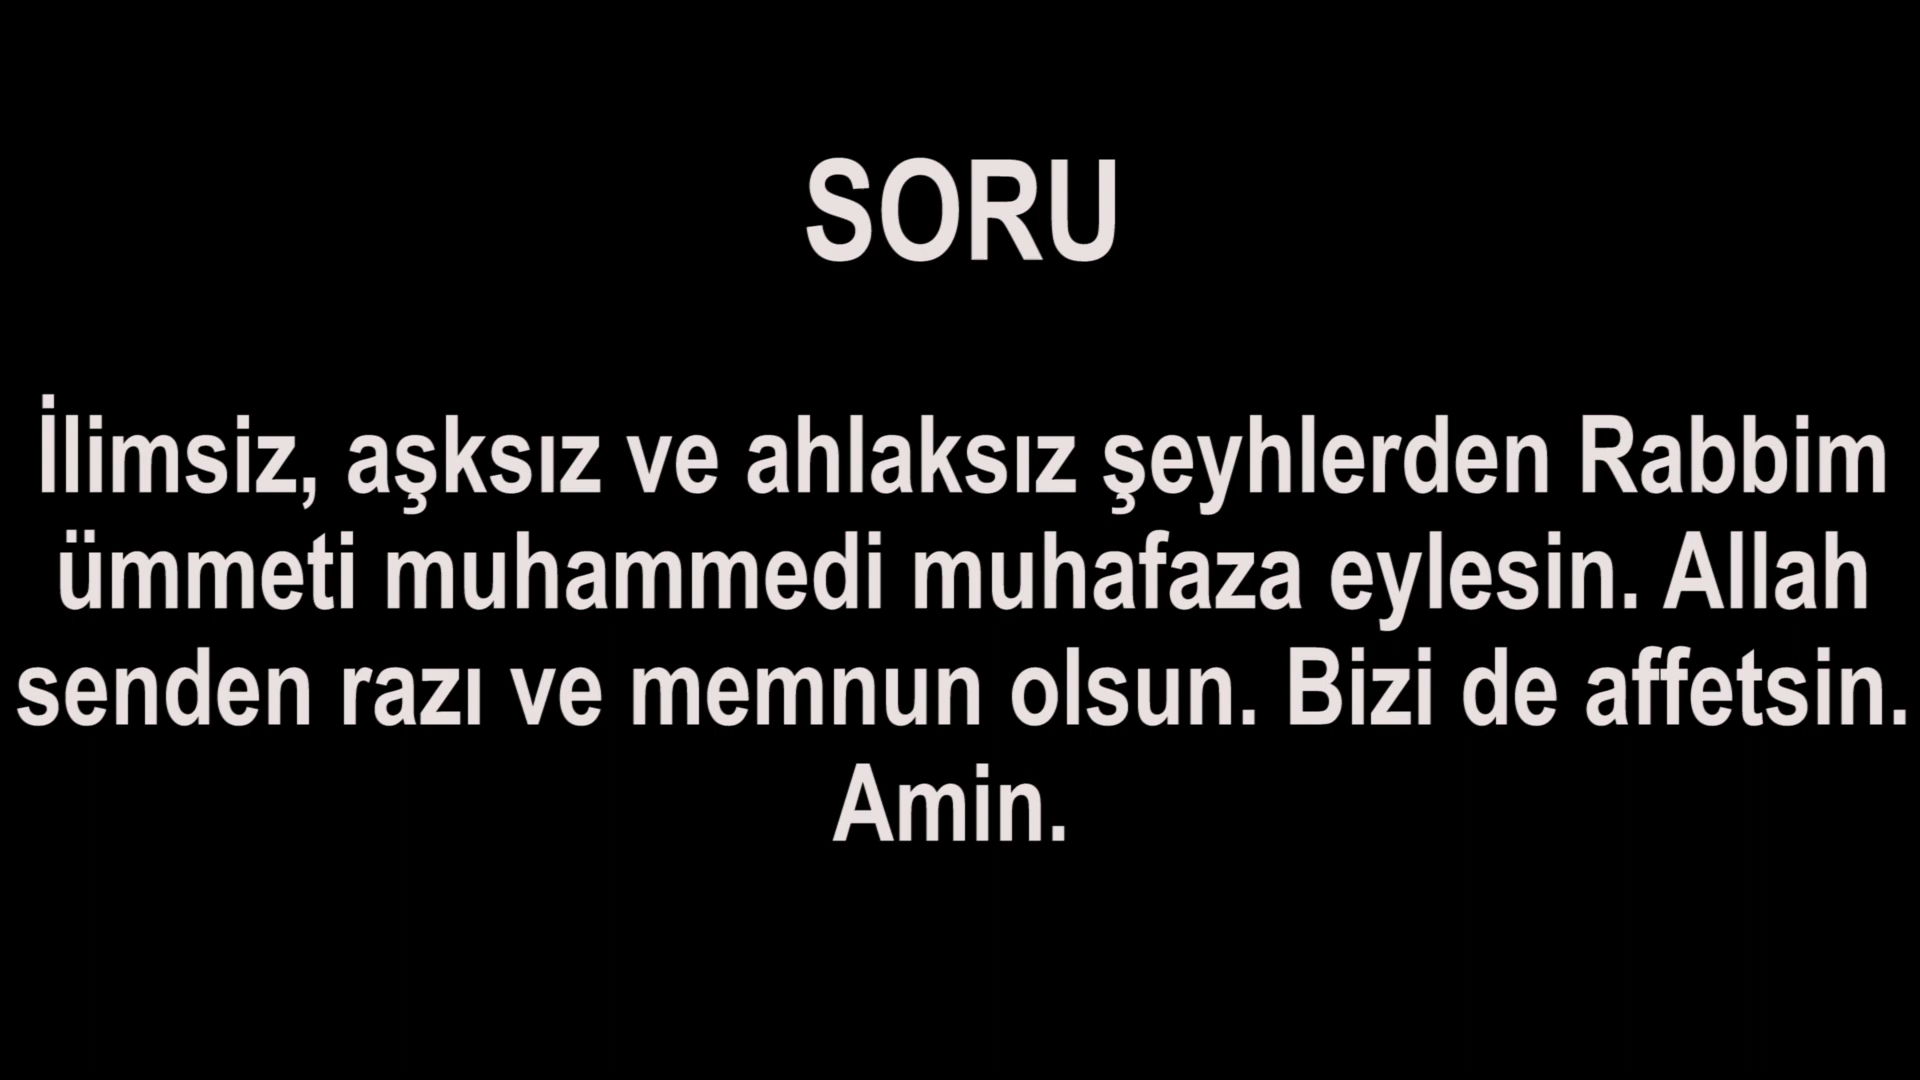 SORU
İlimsiz, aşksız ve ahlaksız şeyhlerden Rabbim
ümmeti muhammedi muhafaza eylesin. Allah
senden razı ve memnun olsun. Bizi de affetsin.
Amin.